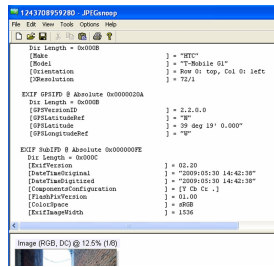 1243708959280 - JPEGsnoop
File Edit View Tools Options Help
Dir Length = 0x000B
[Make ] = "HTC"
[Model ] = "T-Mobile G1"
[Orientation ] = Row 0: top, Col 0: left
[XResolution ] = 72/1
EXIF GPSIFD @ Absolute 0x0000020A
Dir Length = 0x000B
[GPSVersionID ] = 2.2.0.0
[GPSLatitudeRef ] = "N"
[GPSLatitude ] = 39 deg 19' 0.000"
[GPSLongitudeRef ] = "W"
EXIF SubIFD @ Absolute 0x000000FE
Dir Length = 0x000C
[ExifVersion ] = 02.20
[DateTimeOriginal ] = "2009:05:30 14:42:38"
[DateTimeDigitized ] = "2009:05:30 14:42:38"
[ComponentsConfiguration ] = [Y Cb Cr .]
[FlashPixVersion ] = 01.00
[ColorSpace ] = sRGB
[ExifImageWidth ] = 1536
Image (RGB, DC) @ 12.5% (1/8)